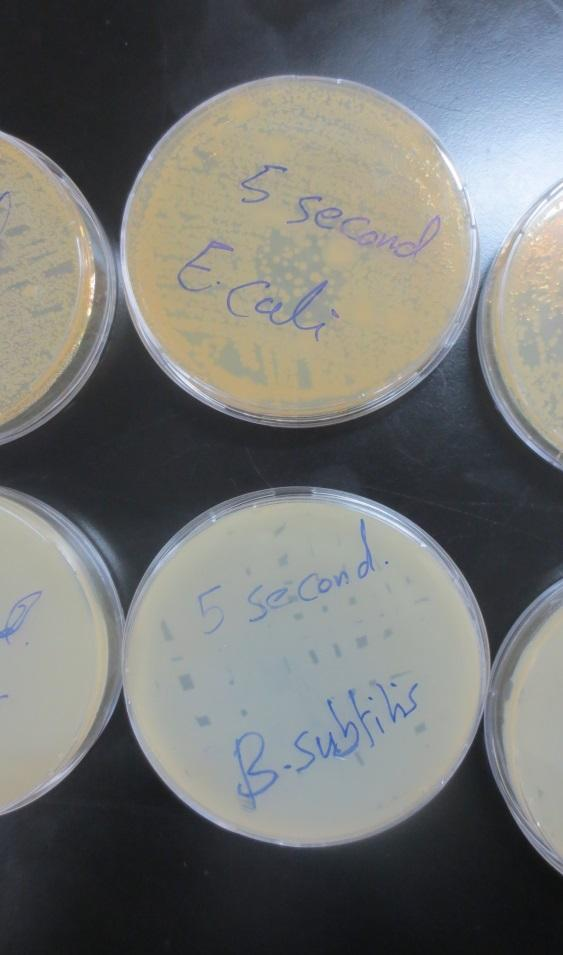 5 second
E. Coli
5 second.
B. subtilis